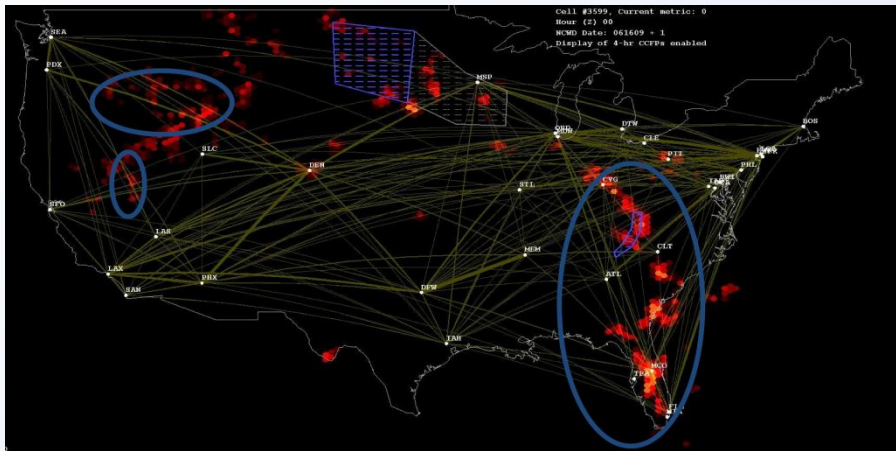 Cell #3599, Current metric: 0
Hour (Z) 00
NCWD Date: 061609 + 1
Display of 4-hr CCFPs enabled
SEA
PDX
MSP
BOS
DTW
CLE
PIT
PHL
SLC
DEN
CVG
STL
LAS
CLT
MEM
LAX
PHX
ATL
SAN
DFW
IAH
MCO
TPA